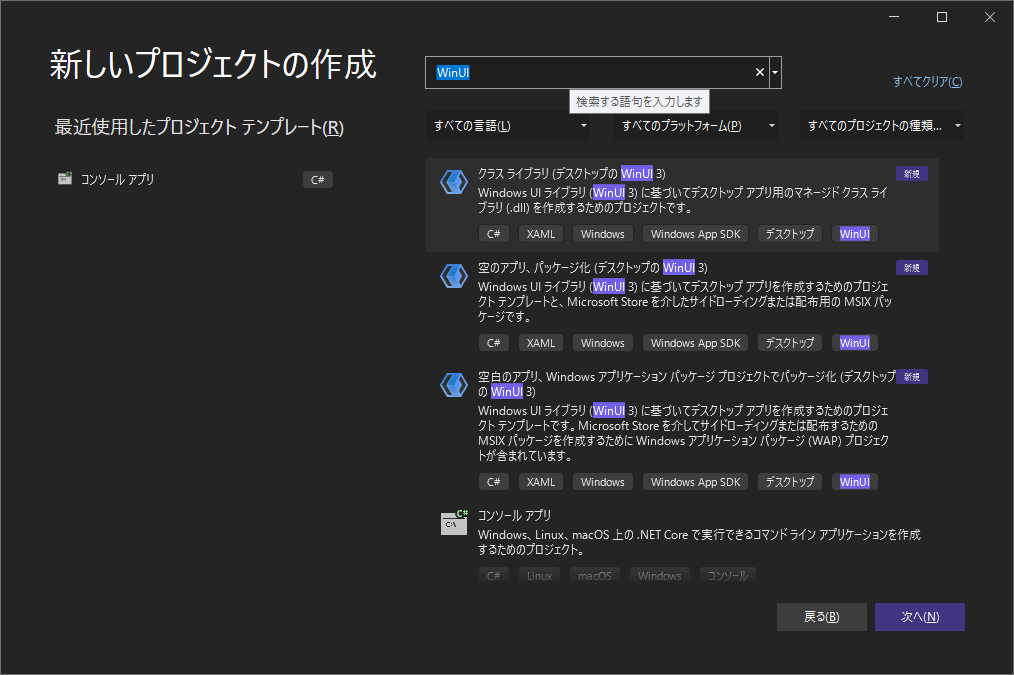 新しいプロジェクトの作成
WinUI
検索する語句を入力します
すべてクリア(C)
最近使用したプロジェクト テンプレート(R)
すべての言語(L)
すべてのプラットフォーム(P)
すべてのプロジェクトの種類...
コンソール アプリ
C#
クラス ライブラリ (デスクトップの WinUI 3)
新規
Windows UI ライブラリ (WinUI 3) に基づいてデスクトップ アプリ用のマネージド クラス ライ
ブラリ (.dll) を作成するためのプロジェクトです。
C# XAML Windows Windows App SDK デスクトップ WinUI
空のアプリ、パッケージ化 (デスクトップの WinUI 3)
新規
Windows UI ライブラリ (WinUI 3) に基づいてデスクトップ アプリを作成するためのプロジェ
クト テンプレートと、Microsoft Store を介したサイドローディングまたは配布用の MSIX パッ
ケージです。
C# XAML Windows Windows App SDK デスクトップ WinUI
空白のアプリ、Windows アプリケーション パッケージ プロジェクトでパッケージ化 (デスクトップ
の WinUI 3)
新規
Windows UI ライブラリ (WinUI 3) に基づいてデスクトップ アプリを作成するためのプロジェ
クト テンプレートです。Microsoft Store を介してサイドローディングまたは配布するための
MSIX パッケージを作成するために Windows アプリケーション パッケージ (WAP) プロジェク
トが含まれています。
C# XAML Windows Windows App SDK デスクトップ WinUI
コンソール アプリ
Windows、Linux、macOS 上の .NET Core で実行できるコマンド ライン アプリケーションを作成
するためのプロジェクト。
C# Linux macOS Windows コンソール
戻る(B)
次へ(N)